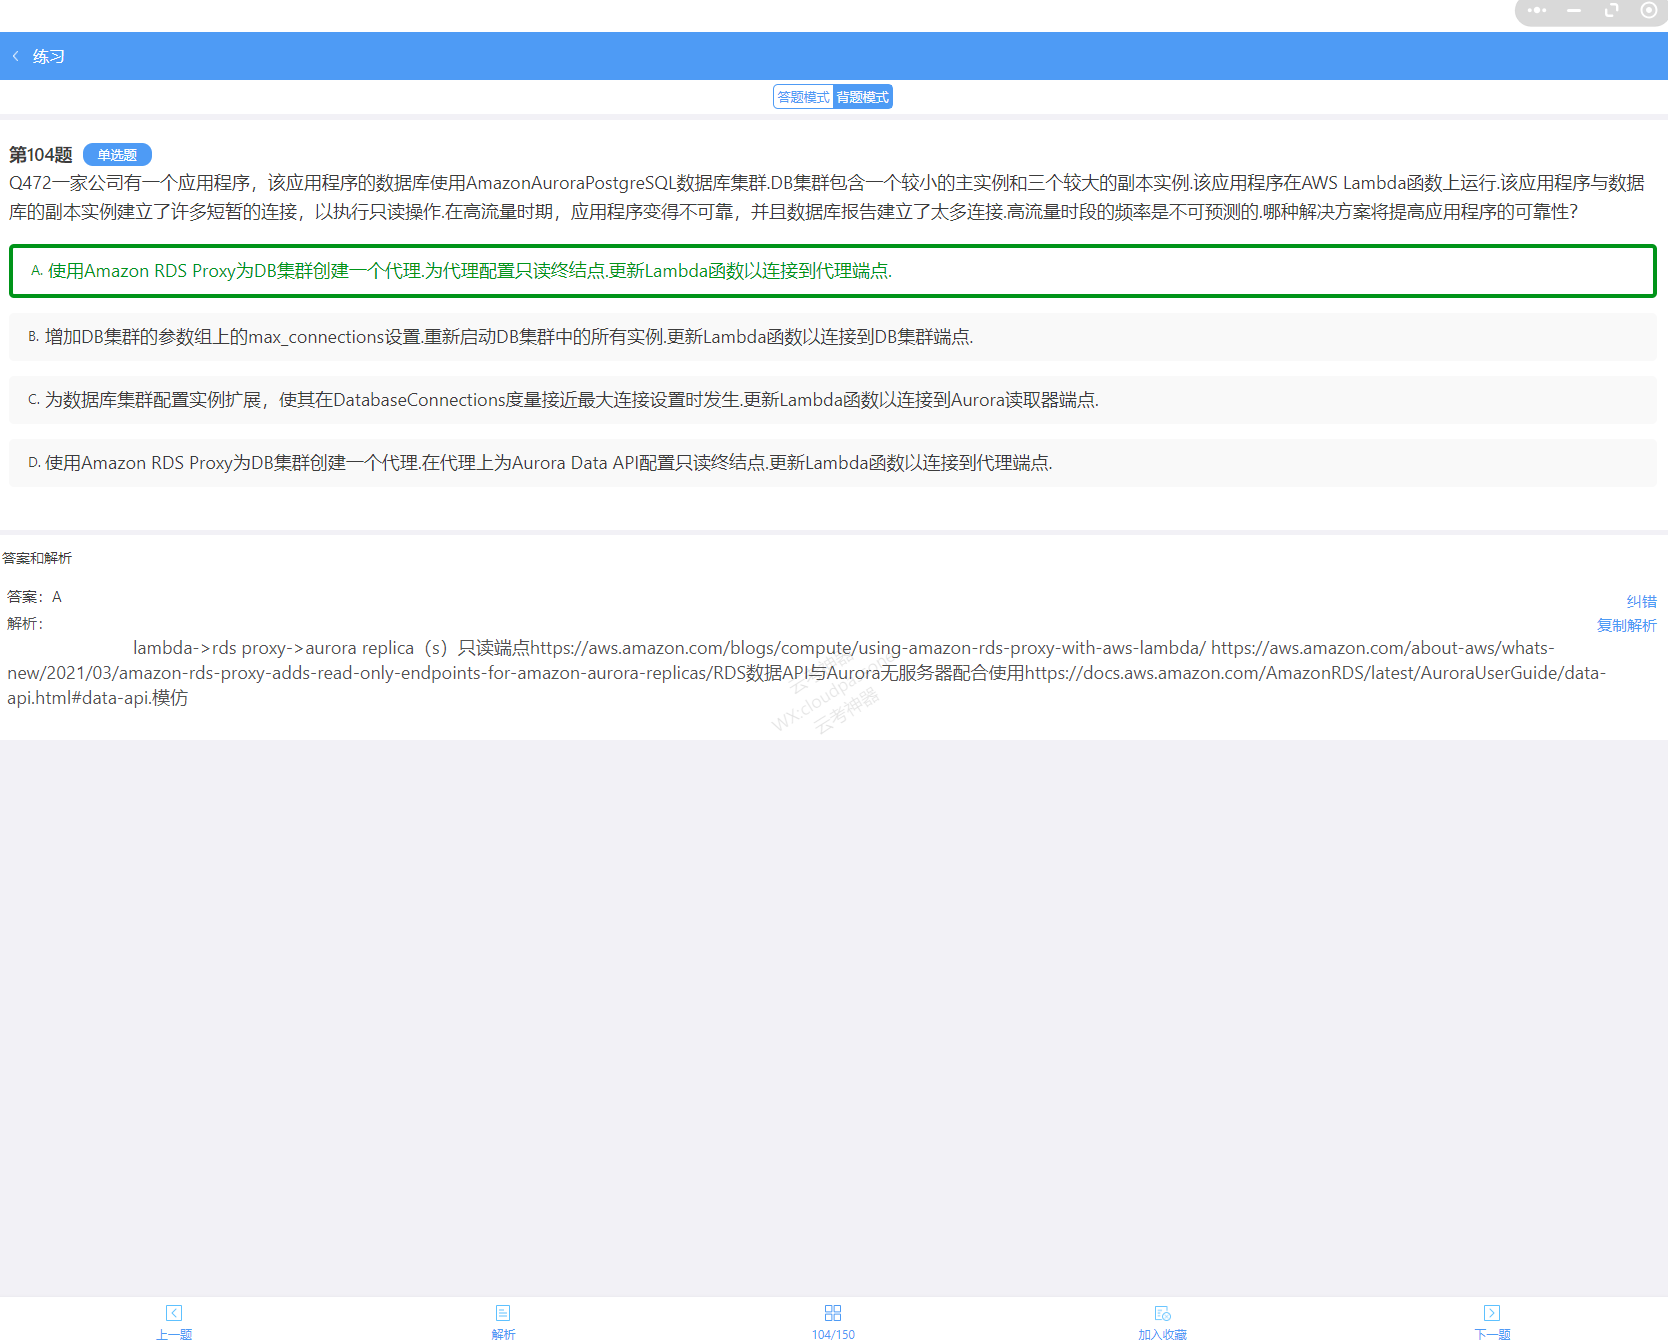 练习
答题模式 背题模式
第104题 单选题
Q472一家公司有一个应用程序，该应用程序的数据库使用AmazonAuroraPostgreSQL数据库集群.DB集群包含一个较小的主实例和三个较大的副本实例.该应用程序在AWS Lambda函数上运行.该应用程序与数据
库的副本实例建立了许多短暂的连接，以执行只读操作.在高流量时期，应用程序变得不可靠，并且数据库报告建立了太多连接.高流量时段的频率是不可预测的.哪种解决方案将提高应用程序的可靠性？
A. 使用Amazon RDS Proxy为DB集群创建一个代理.为代理配置只读终结点.更新Lambda函数以连接到代理端点.
B. 增加DB集群的参数组上的max_connections设置.重新启动DB集群中的所有实例.更新Lambda函数以连接到DB集群端点.
C. 为数据库集群配置实例扩展，使其在DatabaseConnections度量接近最大连接设置时发生.更新Lambda函数以连接到Aurora读取器端点.
D. 使用Amazon RDS Proxy为DB集群创建一个代理.在代理上为Aurora Data API配置只读终结点.更新Lambda函数以连接到代理端点.
答案和解析
答案：A
纠错
解析：
复制解析
lambda->rds proxy->aurora replica（s）只读端点https://aws.amazon.com/blogs/compute/using-amazon-rds-proxy-with-aws-lambda/ https://aws.amazon.com/about-aws/whats-
new/2021/03/amazon-rds-proxy-adds-read-only-endpoints-for-amazon-aurora-replicas/RDS数据API与Aurora无服务器配合使用https://docs.aws.amazon.com/AmazonRDS/latest/AuroraUserGuide/data-
api.html#data-api.模仿
云考神器
上一题 解析 104/150 加入收藏 下一题